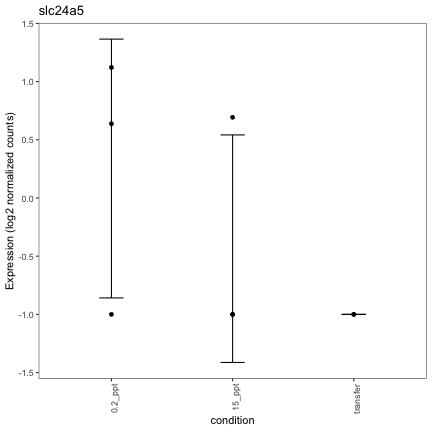 slc24a5
1.5
1.0
0.5
0.0
-0.5
-1.0
-1.5
Expression (log2 normalized counts)
0.2_ppt
15_ppt
transfer
condition